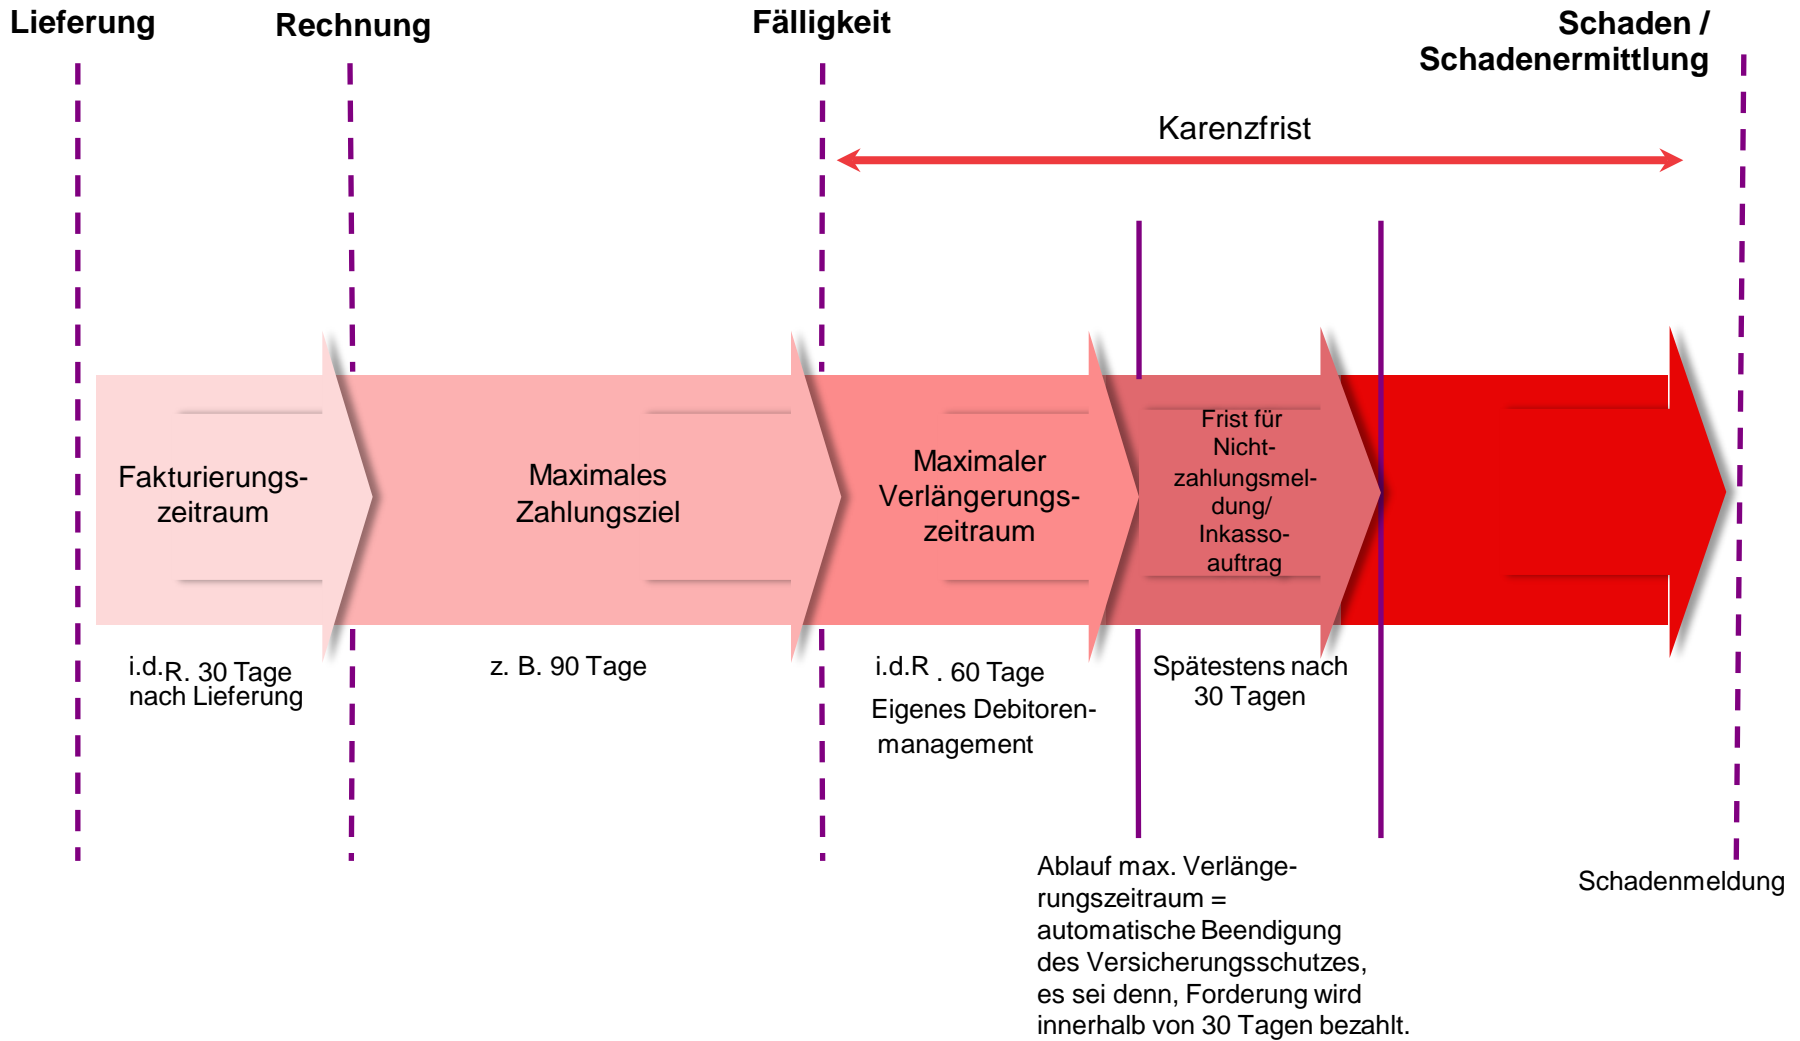 Lieferung
Rechnung
Fälligkeit
Schaden /
Schadenermittlung
Karenzfrist
Fakturierungs-
zeitraum
Maximales
Zahlungsziel
Maximaler
Verlängerungs-
zeitraum
Frist für
Nicht-
zahlungsmel-
dung/
Inkasso-
auftrag
i.d.R. 30 Tage
nach Lieferung
z. B. 90 Tage
i.d.R . 60 Tage
Eigenes Debitoren-
management
Spätestens nach
30 Tagen
Ablauf max. Verlänge-
rungszeitraum =
automatische Beendigung
des Versicherungsschutzes,
es sei denn, Forderung wird
innerhalb von 30 Tagen bezahlt.
Schadenmeldung